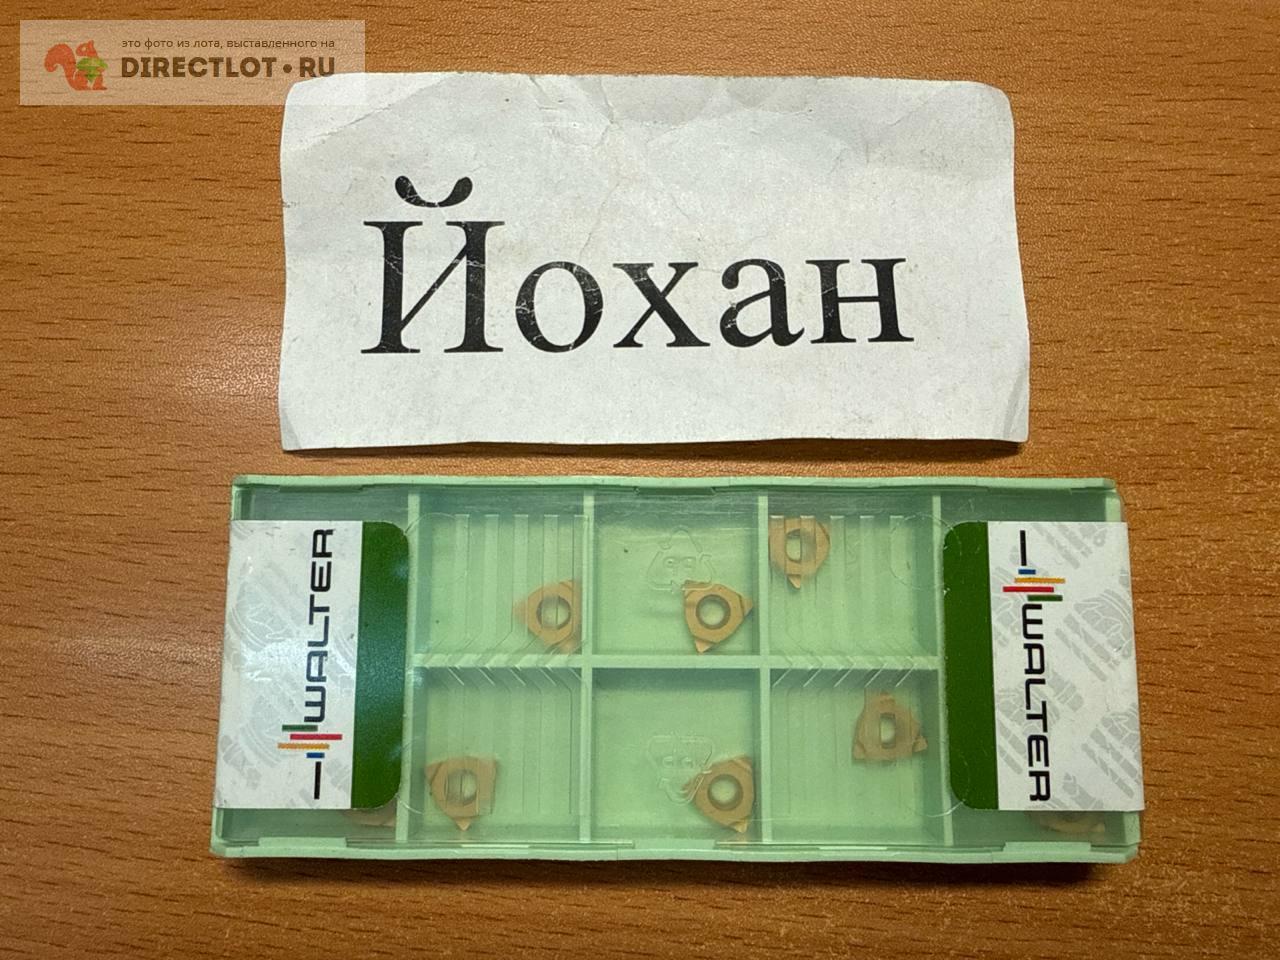 это фото из лота, выставленного на
DIRECTLOT•RU
Йохан
WALTER
WALTER